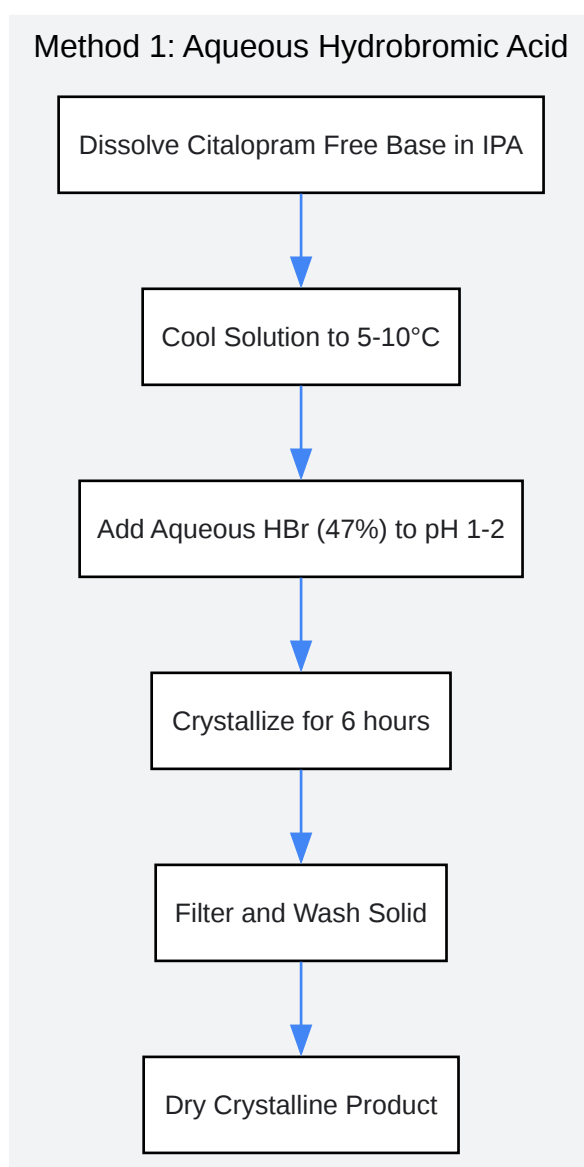 Method 1: Aqueous Hydrobromic Acid
Dissolve Citalopram Free Base in IPA
Cool Solution to 5-10°C
Add Aqueous HBr (47%) to pH 1-2
Crystallize for 6 hours
Filter and Wash Solid
Dry Crystalline Product